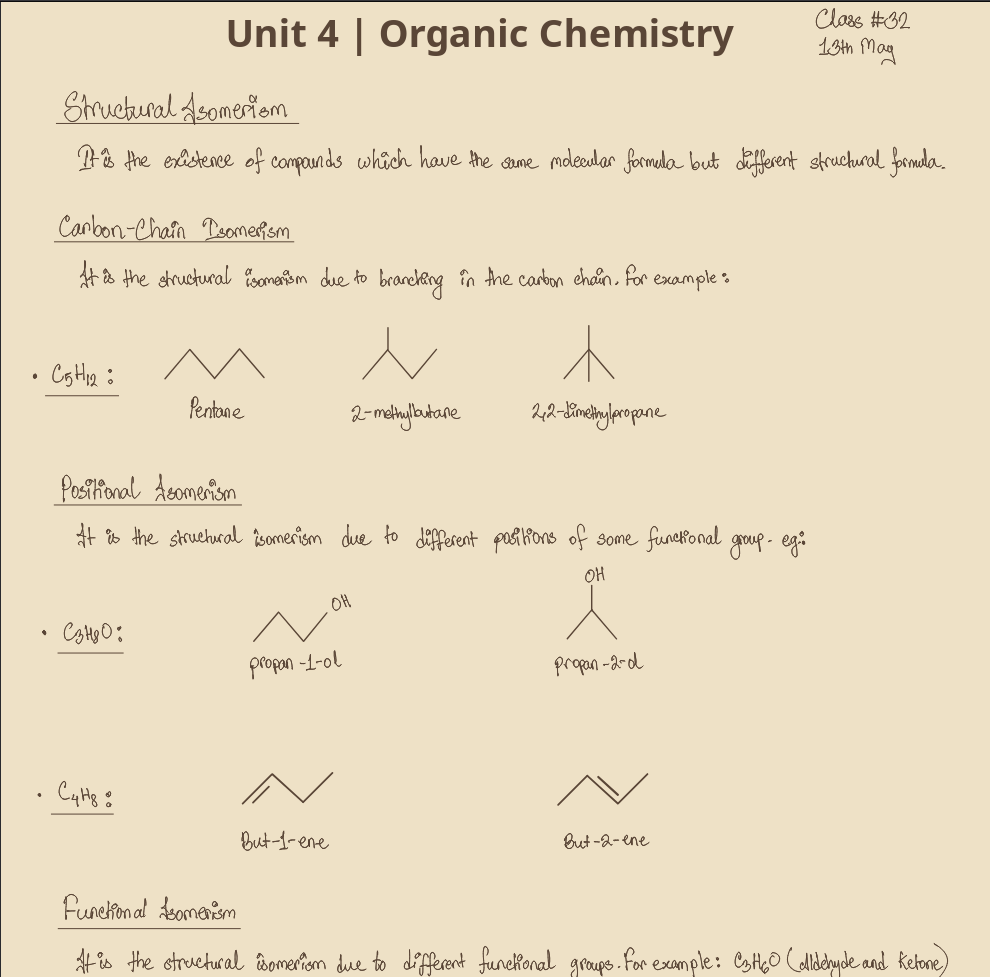 Unit 4 | Organic Chemistry
Class #32
13th May
Structural Isomerism
It is the existence of compounds which have the same molecular formula but different structural formula.
Carbon-Chain Isomerism
It is the structural isomerism due to branching in the carbon chain. For example:
• C₅H₁₂:
Pentane
2-methylbutane
2,2-dimethylpropane
Positional Isomerism
It is the structural isomerism due to different positions of some functional group. eg:
OH
OH
• C₃H₈O:
propan-1-ol
propan-2-ol
• C₄H₈:
But-1-ene
But-2-ene
Functional Isomerism
It is the structural isomerism due to different functional groups. For example: C₃H₆O (aldehyde and ketone)